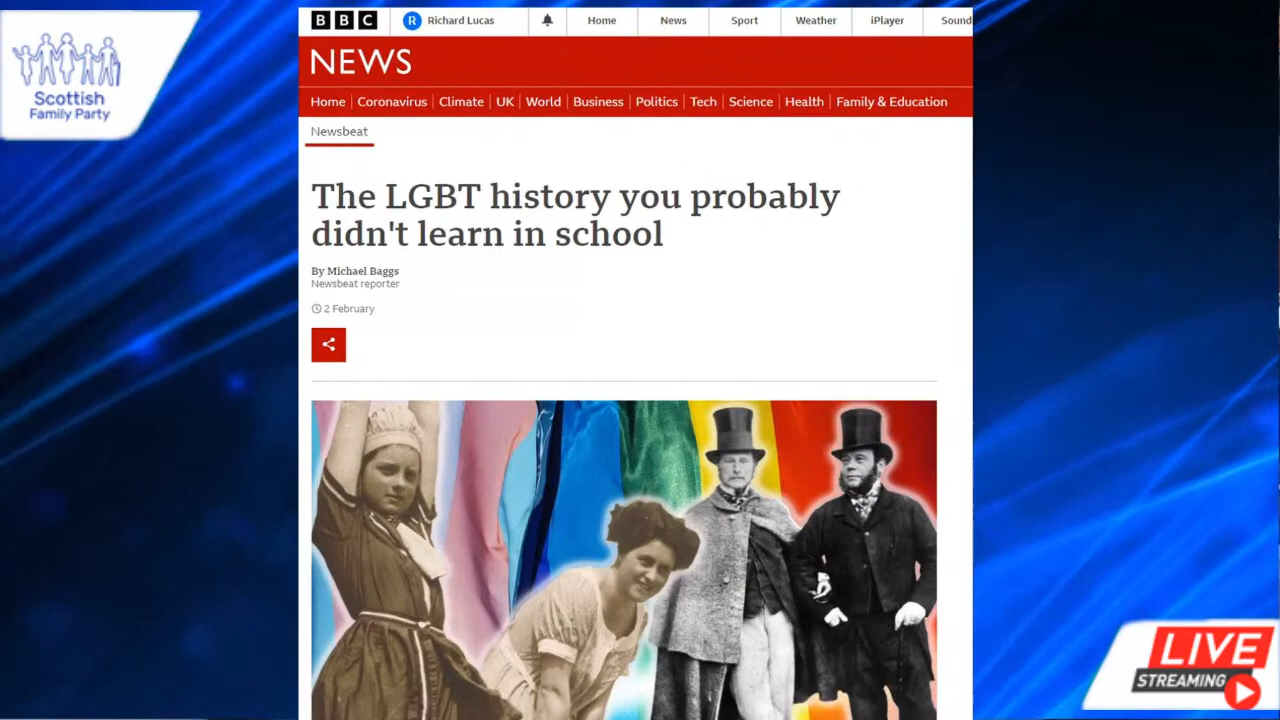 Scottish
Family Party
BBC
R Richard Lucas
Home
News
Sport
Weather
iPlayer
Sound
NEWS
Home
Coronavirus
Climate
UK
World
Business
Politics
Tech
Science
Health
Family & Education
Newsbeat
The LGBT history you probably
didn't learn in school
By Michael Baggs
Newsbeat reporter
2 February
LIVE
STREAMING